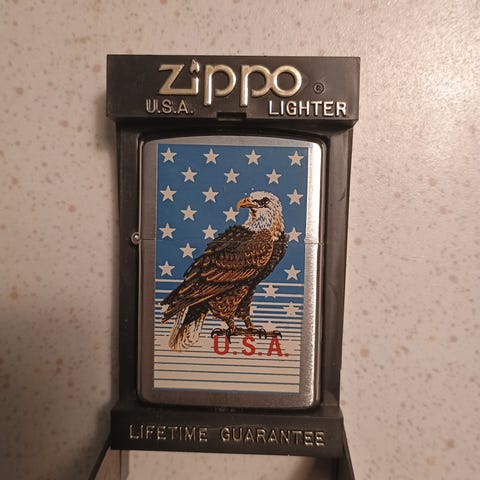 zippo ®
U.S.A. LIGHTER
U.S.A.
LIFETIME GUARANTEE